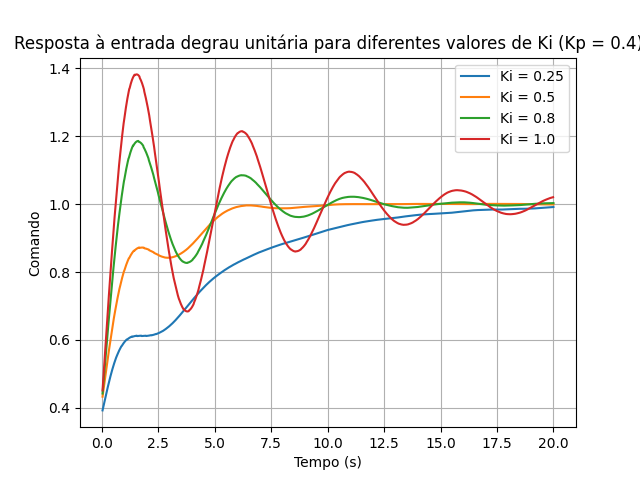 Resposta à entrada degrau unitária para diferentes valores de Ki (Kp = 0.4)
Ki = 0.25
Ki = 0.5
Ki = 0.8
Ki = 1.0
1.4
1.2
1.0
0.8
0.6
0.4
Comando
0.0 2.5 5.0 7.5 10.0 12.5 15.0 17.5 20.0
Tempo (s)